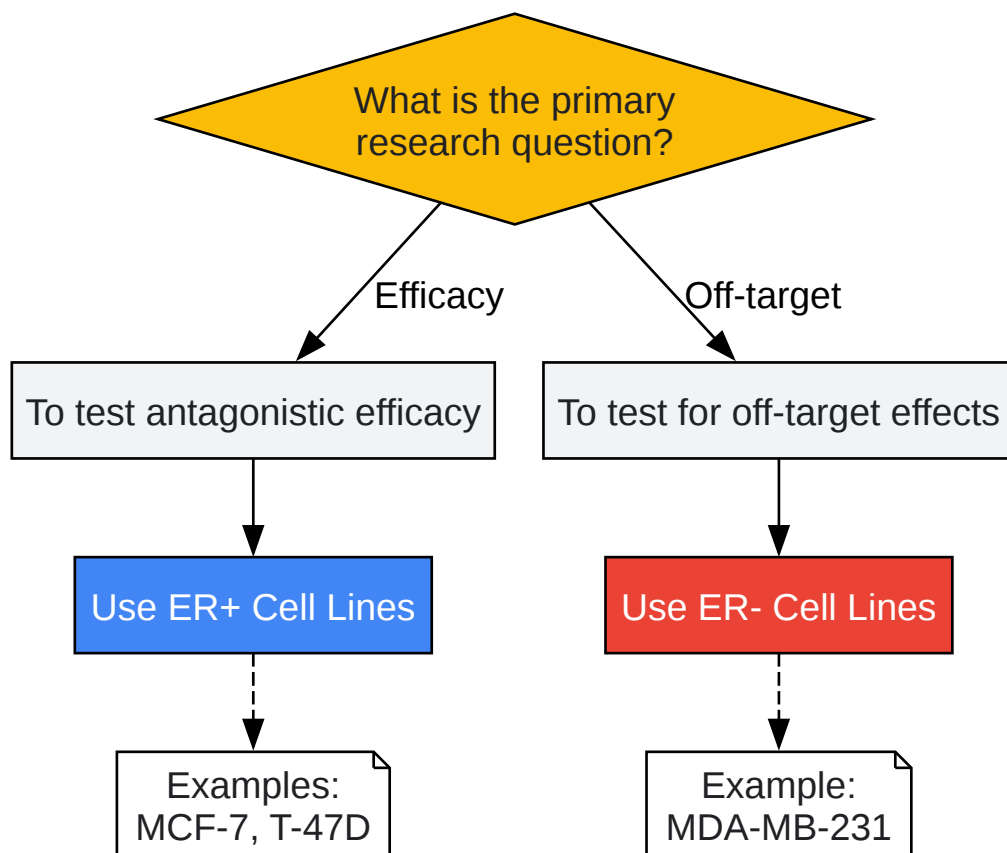 What is the primary
research question?
Efficacy
Off-target
To test antagonistic efficacy
To test for off-target effects
Use ER+ Cell Lines
Use ER- Cell Lines
Examples:
MCF-7, T-47D
Example:
MDA-MB-231